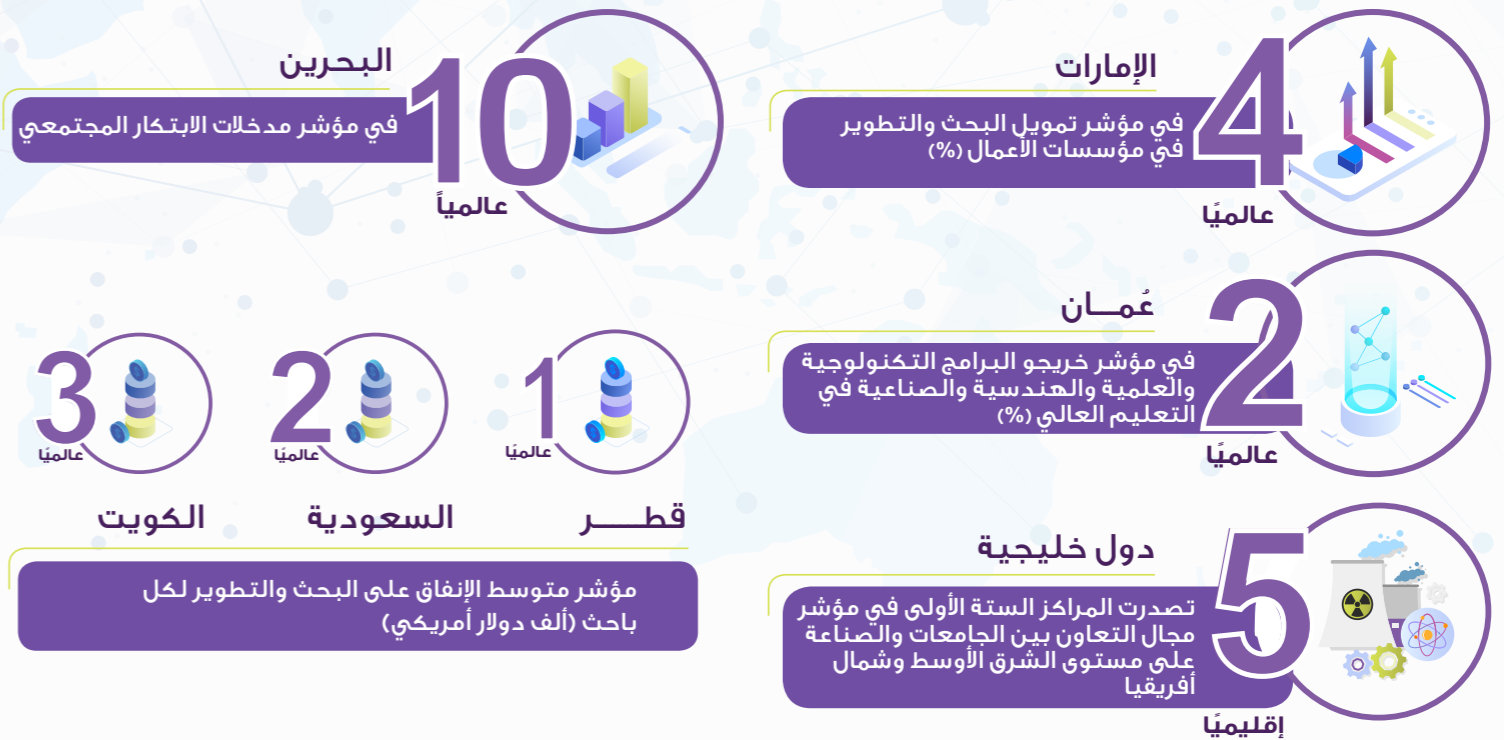 الإمارات
4
في مؤشر تمويل البحث والتطوير
في مؤسسات الأعمال (%)
عالميًا
البحرين
10
في مؤشر مدخلات الابتكار المجتمعي
عالمياً
عُمـــان
2
في مؤشر خريجو البرامج التكنولوجية
والعلمية والهندسية والصناعية في
التعليم العالي (%)
عالميًا
1
عالميًا
قطـــــر
2
عالميًا
السعودية
3
عالميًا
الكويت
مؤشر متوسط الإنفاق على البحث والتطوير لكل
باحث (ألف دولار أمريكي)
5
دول خليجية
تصدرت المراكز الستة الأولى في مؤشر
مجال التعاون بين الجامعات والصناعة
على مستوى الشرق الأوسط وشمال
أفريقيا
إقليميًا